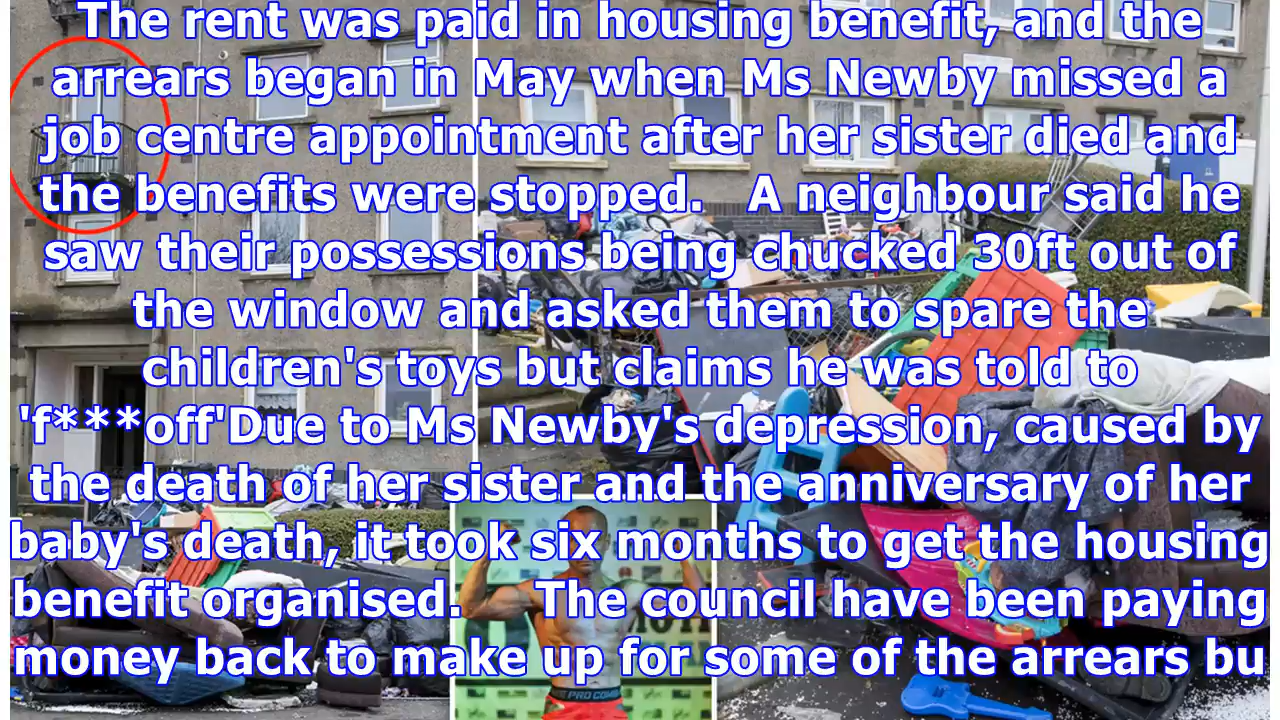 The rent was paid in housing benefit, and the
arrears began in May when Ms Newby missed a
job centre appointment after her sister died and
the benefits were stopped.   A neighbour said he
saw their possessions being chucked 30ft out of
the window and asked them to spare the
children's toys but claims he was told to
'f***off'Due to Ms Newby's depression, caused by
the death of her sister and the anniversary of her
baby's death, it took six months to get the housing
benefit organised.    The council have been paying
money back to make up for some of the arrears bu
PRO COMBAT